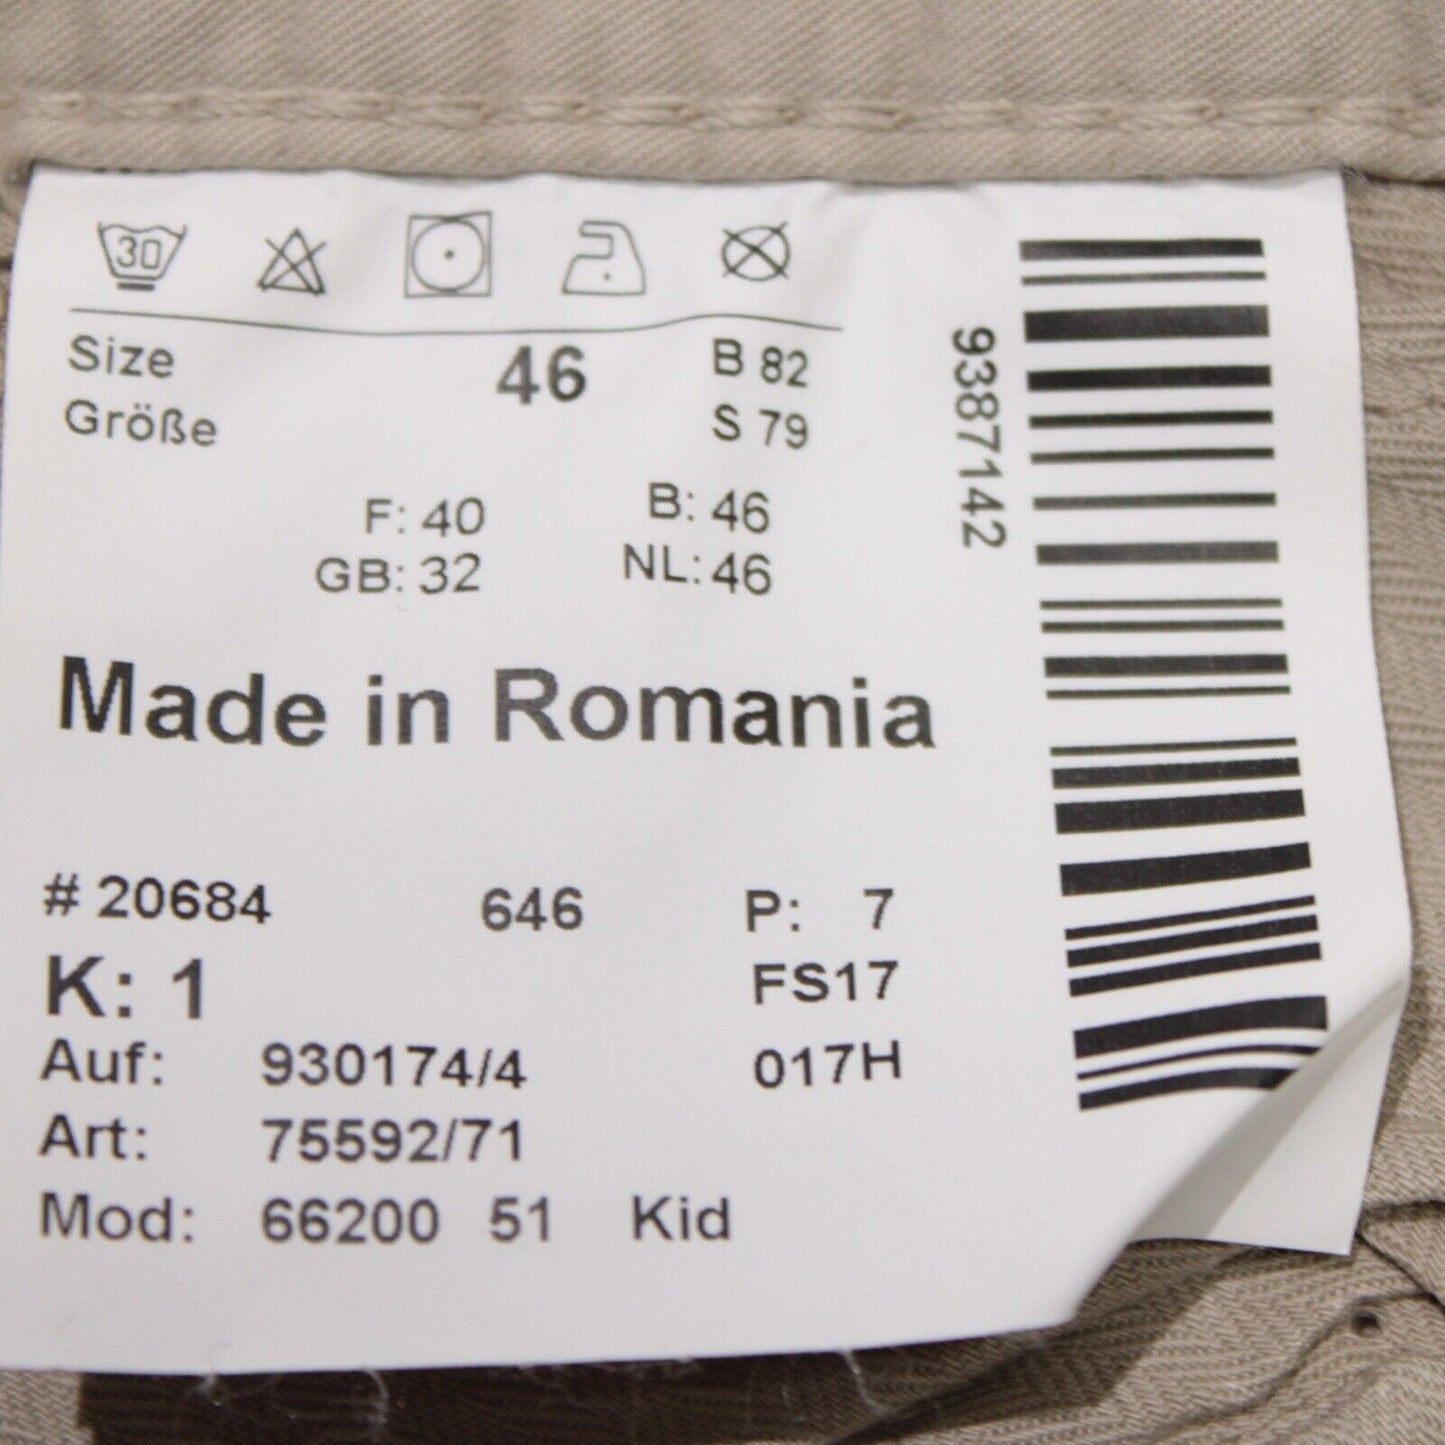 30
Size 46 B 82
Größe S 79
F: 40 B: 46
GB: 32 NL: 46
Made in Romania
# 20684 646 P: 7
K: 1 FS17
Auf: 930174/4 017H
Art: 75592/71
Mod: 66200 51 Kid
9387142